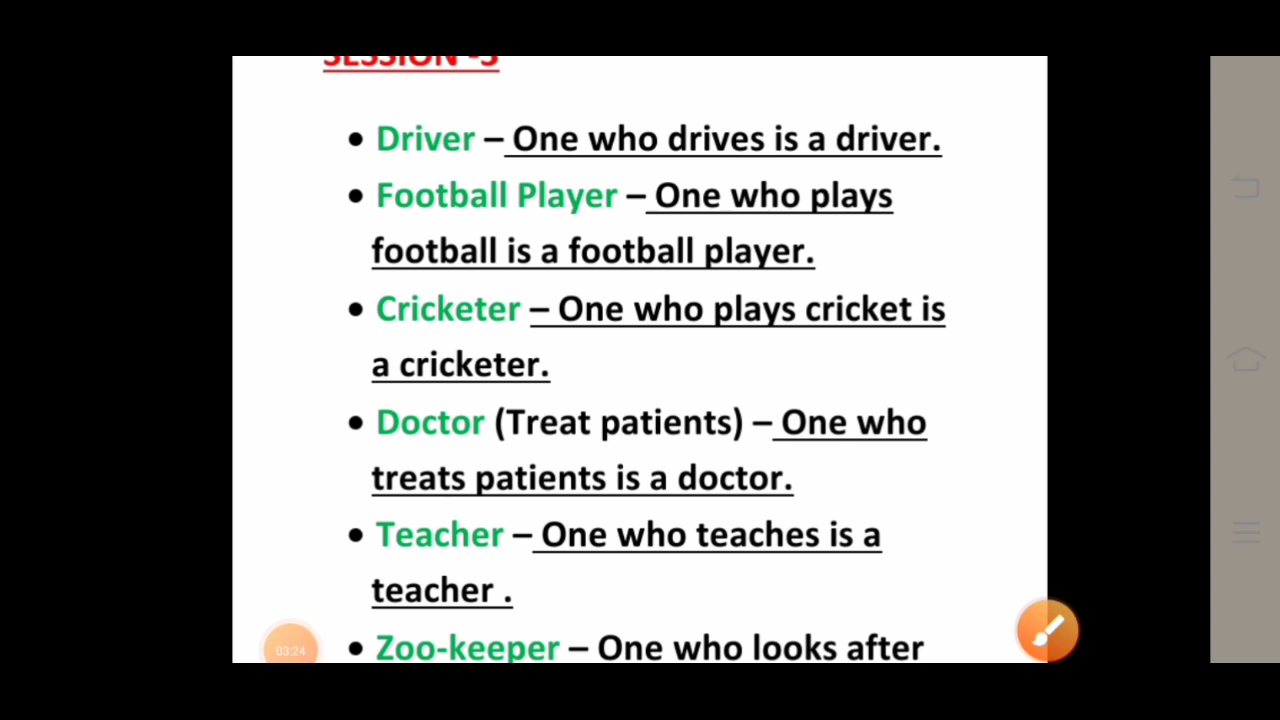 SESSION -3
• Driver – One who drives is a driver.
• Football Player – One who plays
football is a football player.
• Cricketer – One who plays cricket is
a cricketer.
• Doctor (Treat patients) – One who
treats patients is a doctor.
• Teacher – One who teaches is a
teacher .
• Zoo-keeper – One who looks after
03:24